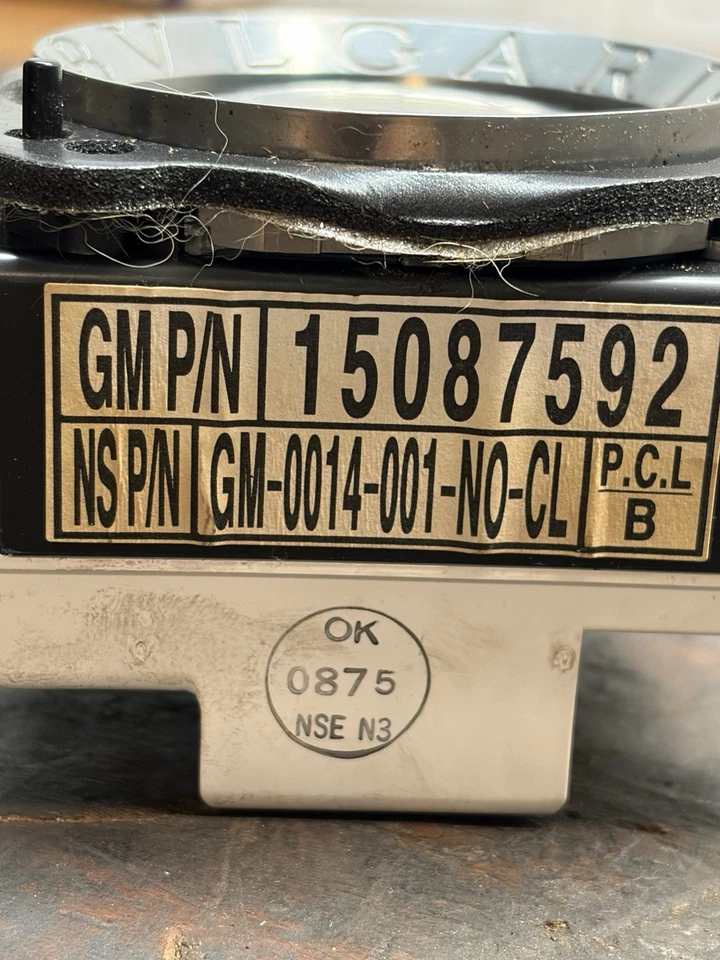 BVLGARI
GM P/N 15087592
NS P/N GM-0014-001-NO-CL P.C.L
B
OK
0875
NSE N3